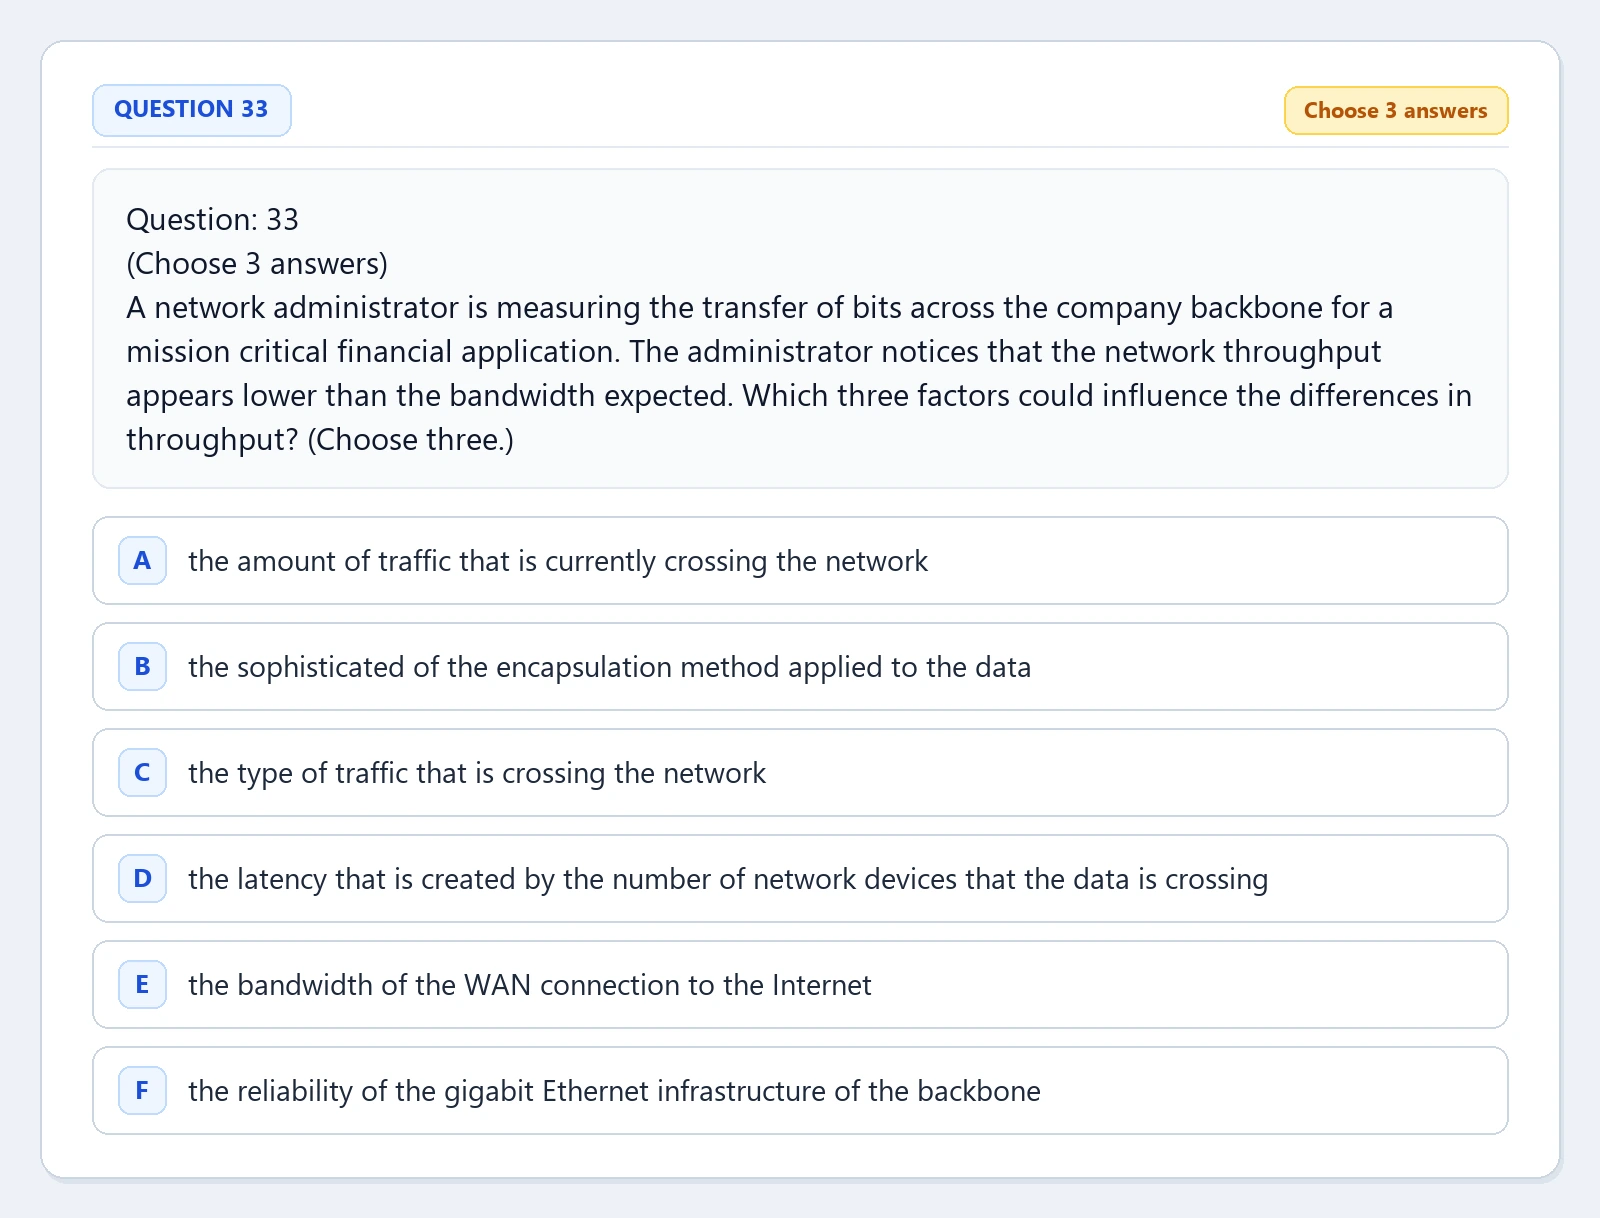 QUESTION 33
Choose 3 answers
Question: 33
(Choose 3 answers)
A network administrator is measuring the transfer of bits across the company backbone for a
mission critical financial application. The administrator notices that the network throughput
appears lower than the bandwidth expected. Which three factors could influence the differences in
throughput? (Choose three.)
A the amount of traffic that is currently crossing the network
B the sophisticated of the encapsulation method applied to the data
C the type of traffic that is crossing the network
D the latency that is created by the number of network devices that the data is crossing
E the bandwidth of the WAN connection to the Internet
F the reliability of the gigabit Ethernet infrastructure of the backbone